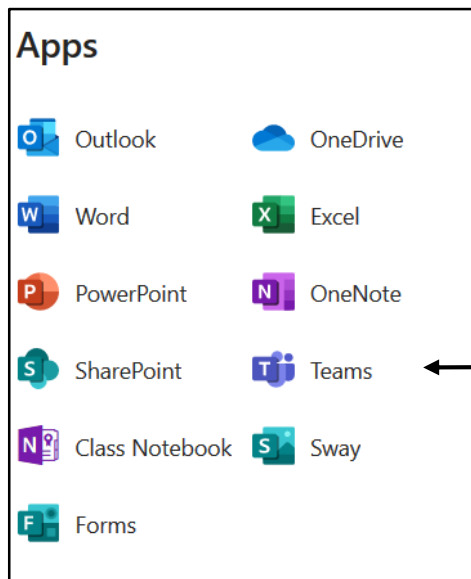 Apps
Outlook OneDrive
Word Excel
PowerPoint OneNote
SharePoint Teams
Class Notebook Sway
Forms